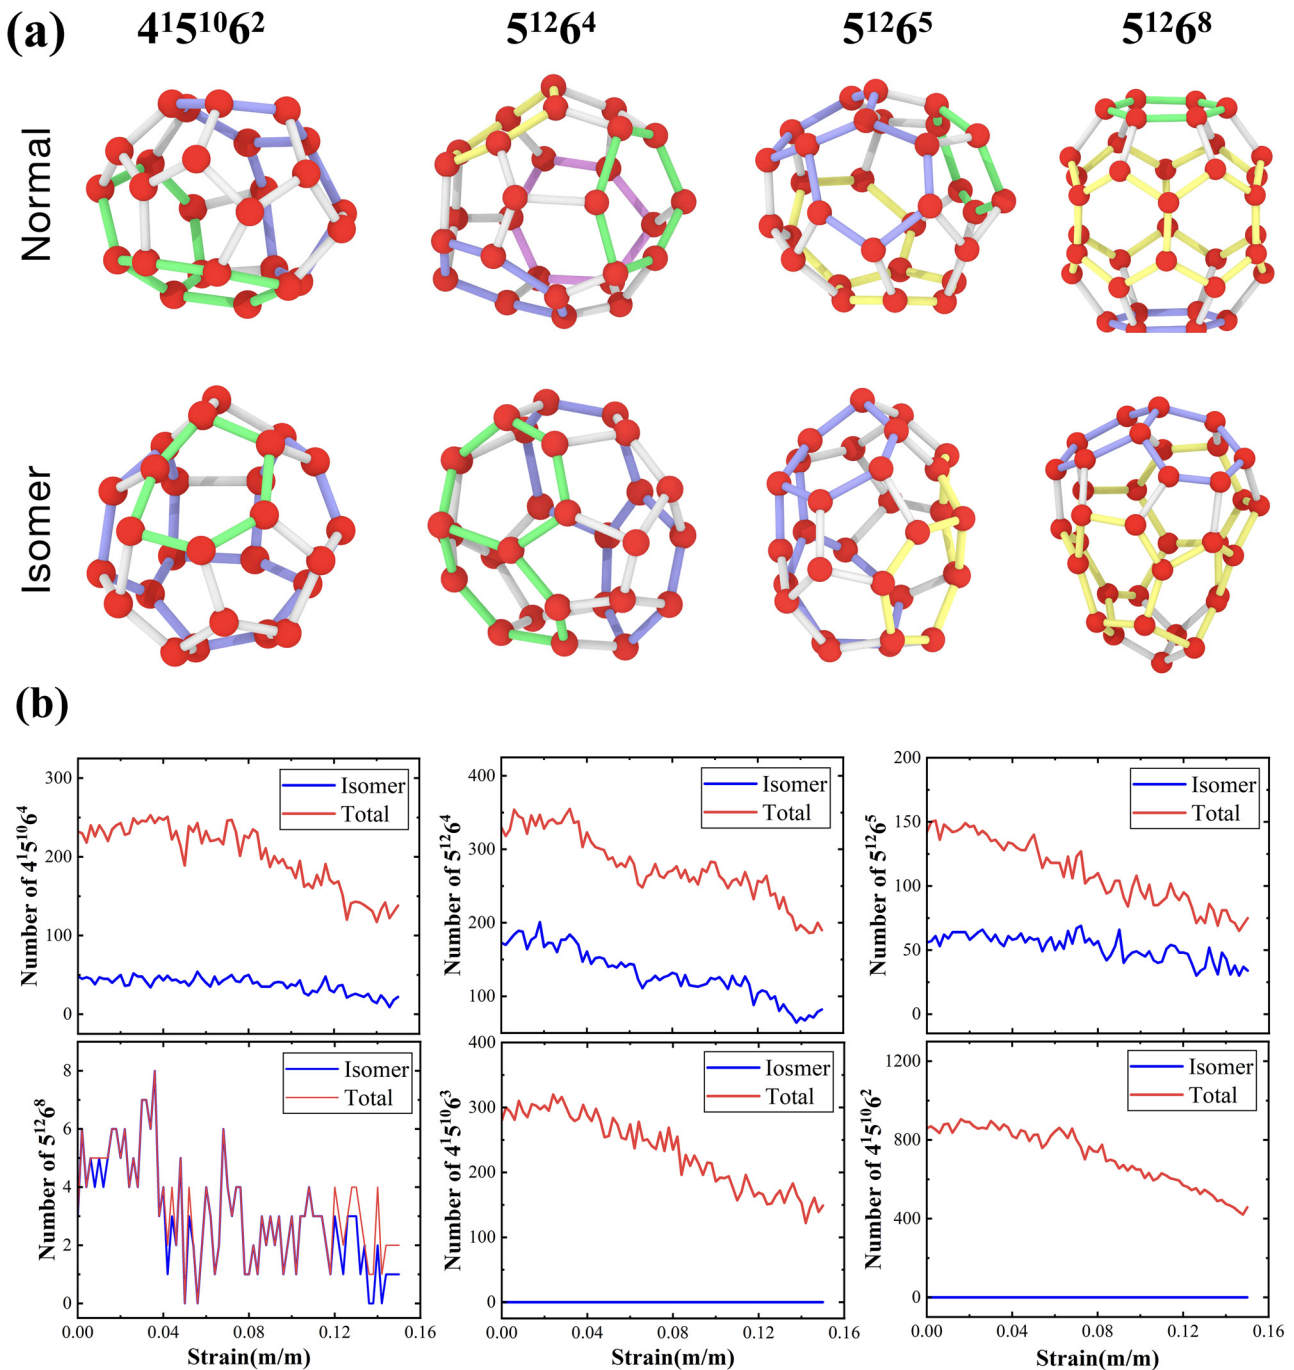 (a)
4¹5¹⁰6² 5¹²6⁴ 5¹²6⁵ 5¹²6⁸
Normal
Isomer
(b)
Number of 4¹5¹⁰6⁴
300
200
100
0
Isomer
Total
Number of 5¹²6⁴
400
300
200
100
Isomer
Total
Number of 5¹²6⁵
200
150
100
50
0
Isomer
Total
Number of 5¹²6⁸
8
6
4
2
0
Isomer
Total
0.00 0.04 0.08 0.12 0.16
Strain(m/m)
Number of 4¹5¹⁰6³
400
300
200
100
0
Iosmer
Total
0.00 0.04 0.08 0.12 0.16
Strain(m/m)
Number of 4¹5¹⁰6²
1200
800
400
0
Isomer
Total
0.00 0.04 0.08 0.12 0.16
Strain(m/m)